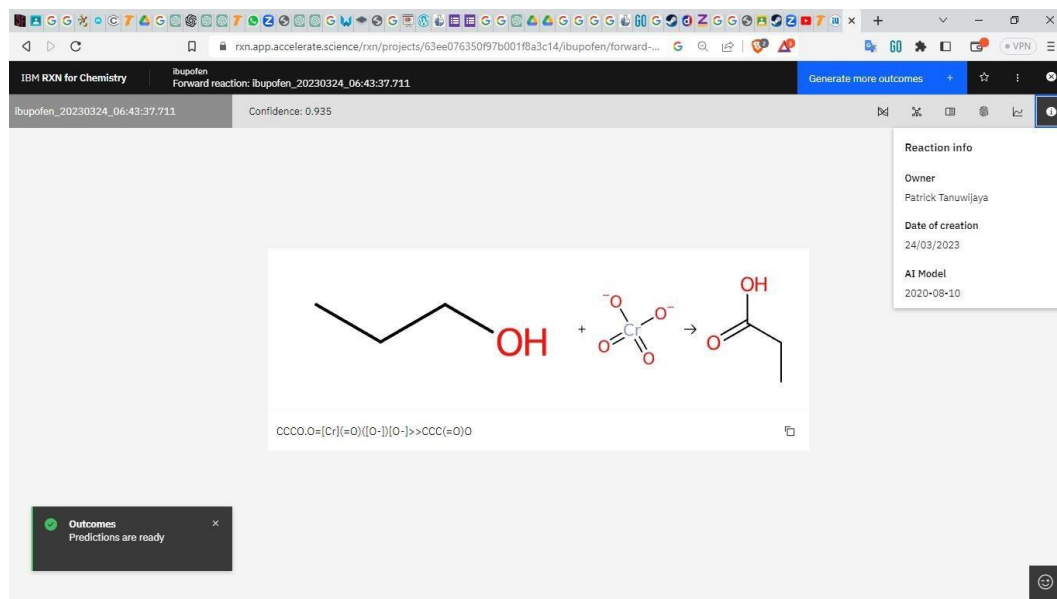 rxn.app.accelerate.science/rxn/projects/63ee076350f97b001f8a3c14/ibupofen/forward-...
VPN
IBM RXN for Chemistry
ibupofen
Forward reaction: ibupofen_20230324_06:43:37.711
Generate more outcomes +
ibupofen_20230324_06:43:37.711
Confidence: 0.935
Reaction info
Owner
Patrick Tanuwijaya
Date of creation
24/03/2023
AI Model
2020-08-10
OH
+
⁻O
O⁻
Cr
O
O
→
OH
O
CCCO.O=[Cr](=O)([O-])[O-]>>CCC(=O)O
Outcomes
Predictions are ready